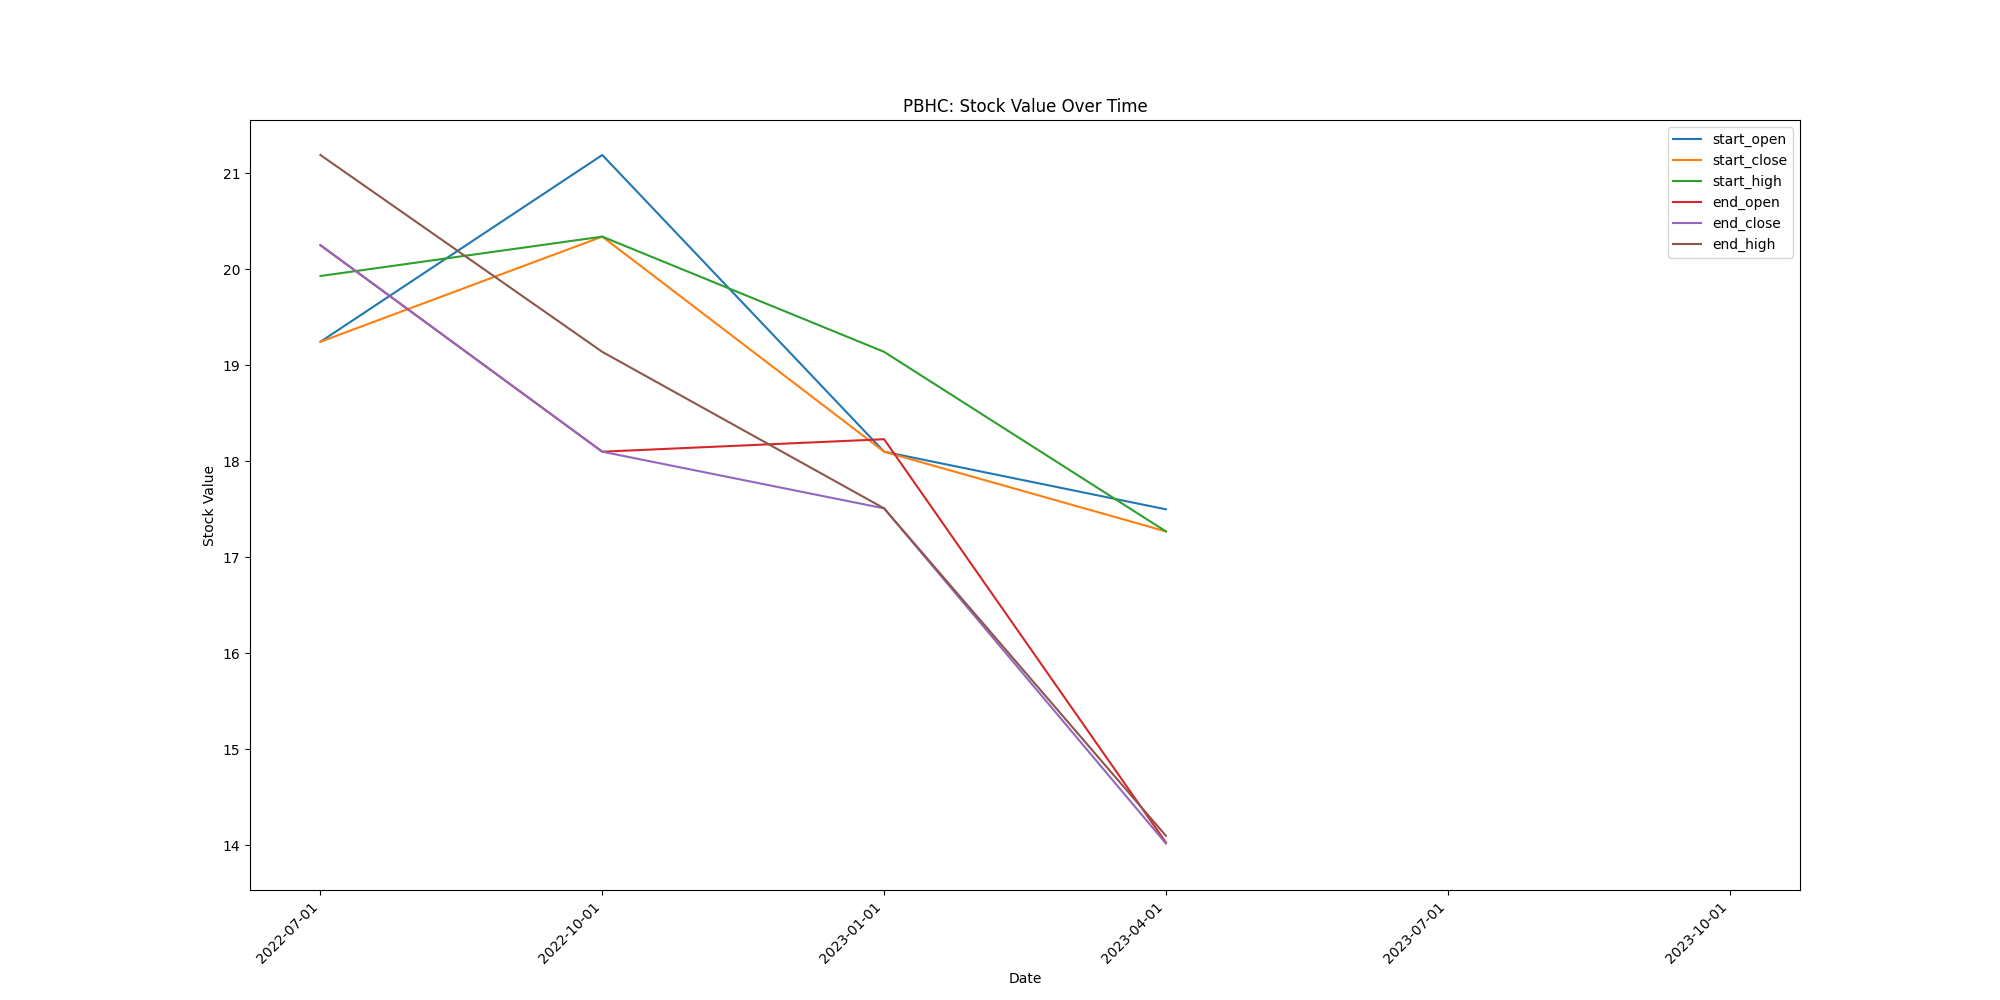 PBHC: Stock Value Over Time
start_open
start_close
start_high
end_open
end_close
end_high
Stock Value
21
20
19
18
17
16
15
14
2022-07-01
2022-10-01
2023-01-01
2023-04-01
2023-07-01
2023-10-01
Date